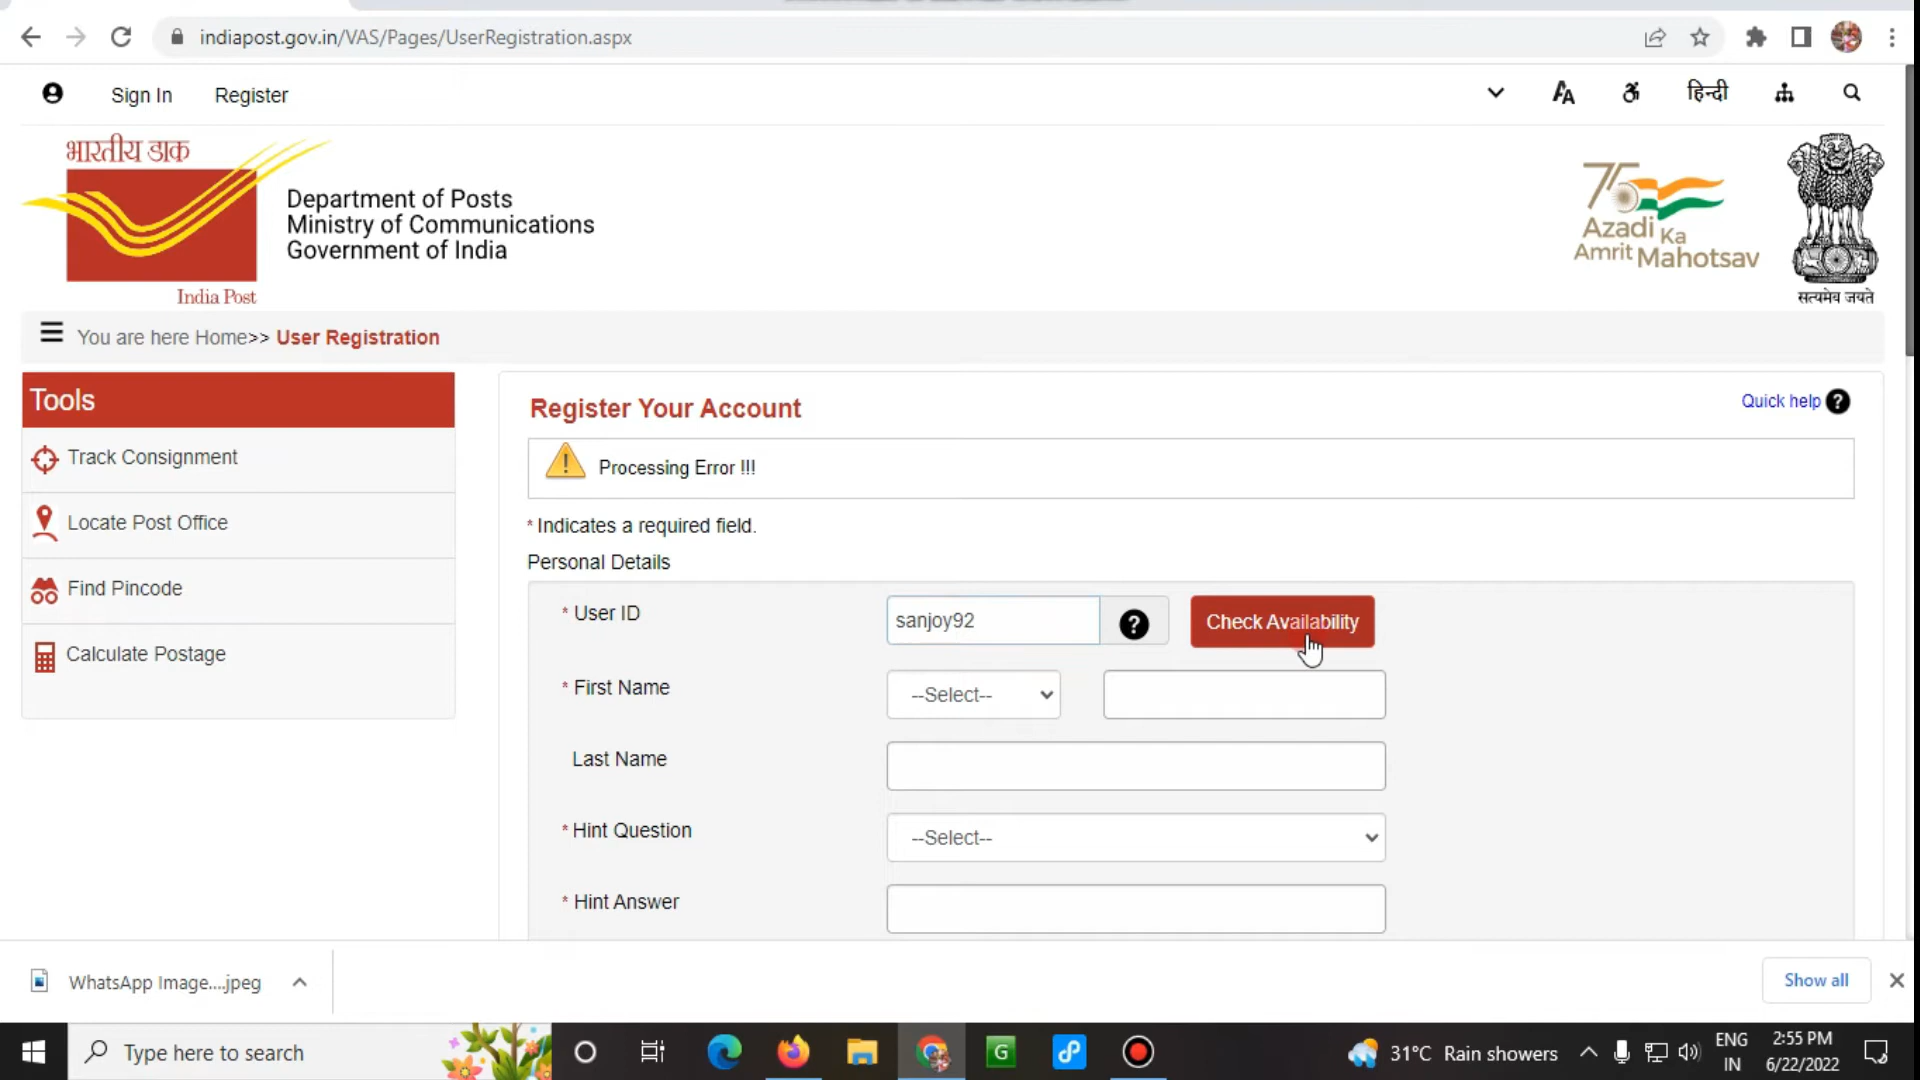 indiapost.gov.in/VAS/Pages/UserRegistration.aspx
Sign In
Register
हिन्दी
भारतीय डाक
India Post
Department of Posts
Ministry of Communications
Government of India
75
Azadi Ka
Amrit Mahotsav
सत्यमेव जयते
You are here Home>> User Registration
Tools
Track Consignment
Locate Post Office
Find Pincode
Calculate Postage
Register Your Account
Quick help ?
Processing Error !!!
* Indicates a required field.
Personal Details
* User ID
sanjoy92
?
Check Availability
* First Name
--Select--
Last Name
* Hint Question
--Select--
* Hint Answer
WhatsApp Image....jpeg
Show all
Type here to search
G
31°C Rain showers
ENG
IN
2:55 PM
6/22/2022